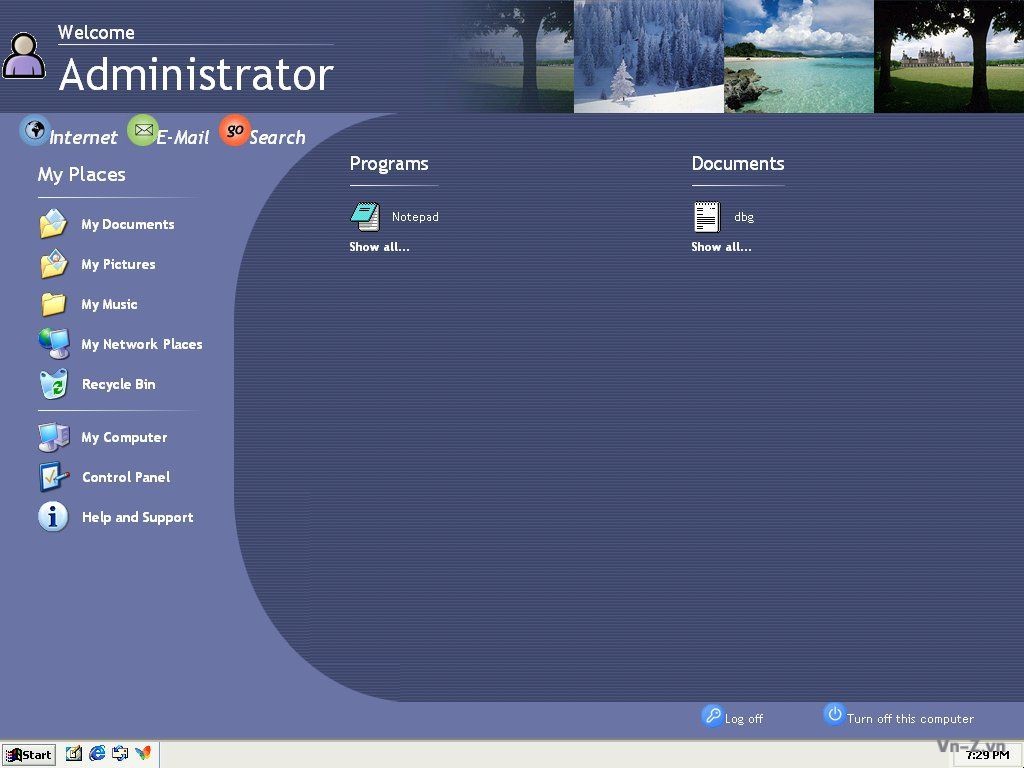 Welcome
Administrator
Internet E-Mail go Search
My Places
My Documents
My Pictures
My Music
My Network Places
Recycle Bin
My Computer
Control Panel
Help and Support
Programs
Notepad
Show all...
Documents
dbg
Show all...
Log off
Turn off this computer
Vn-Z.vn
Start
7:29 PM